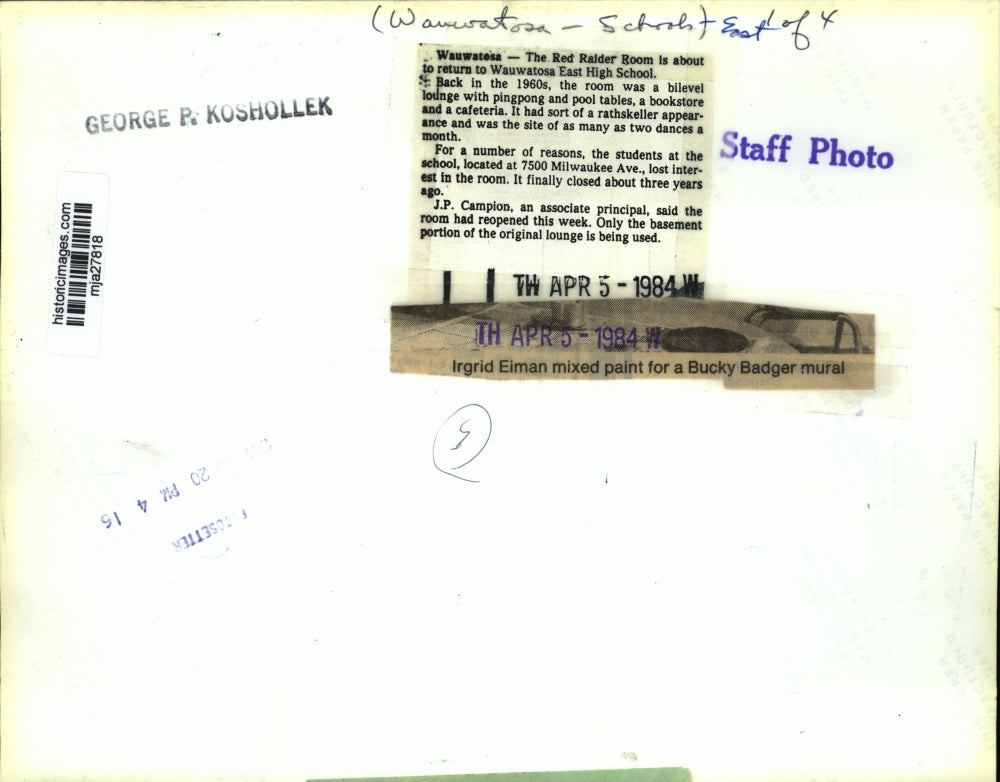 (Wauwatosa - Schools) East 1 of 4
Wauwatosa — The Red Raider Room is about
to return to Wauwatosa East High School.
Back in the 1960s, the room was a bilevel
lounge with pingpong and pool tables, a bookstore
and a cafeteria. It had sort of a rathskeller appear-
ance and was the site of as many as two dances a
month.
For a number of reasons, the students at the
school, located at 7500 Milwaukee Ave., lost inter-
est in the room. It finally closed about three years
ago.
J.P. Campion, an associate principal, said the
room had reopened this week. Only the basement
portion of the original lounge is being used.
GEORGE P. KOSHOLLEK
Staff Photo
historicimages.com
mja27818
TH APR 5 - 1984 W
TH APR 5 - 1984 W
Irgrid Eiman mixed paint for a Bucky Badger mural
20 PM 4 16